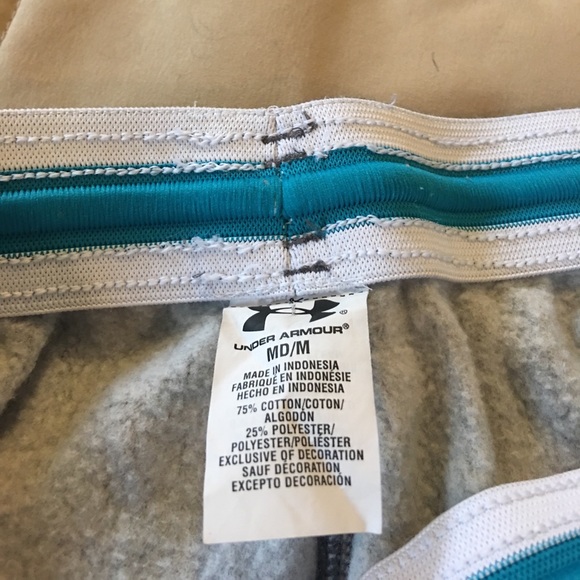 UNDER ARMOUR®
MD/M
MADE IN INDONESIA
FABRIQUÉ EN INDONÉSIE
HECHO EN INDONESIA
75% COTTON/COTON/
ALGODÓN
25% POLYESTER/
POLYESTER/POLIÉSTER
EXCLUSIVE OF DECORATION
SAUF DÉCORATION
EXCEPTO DECORACIÓN